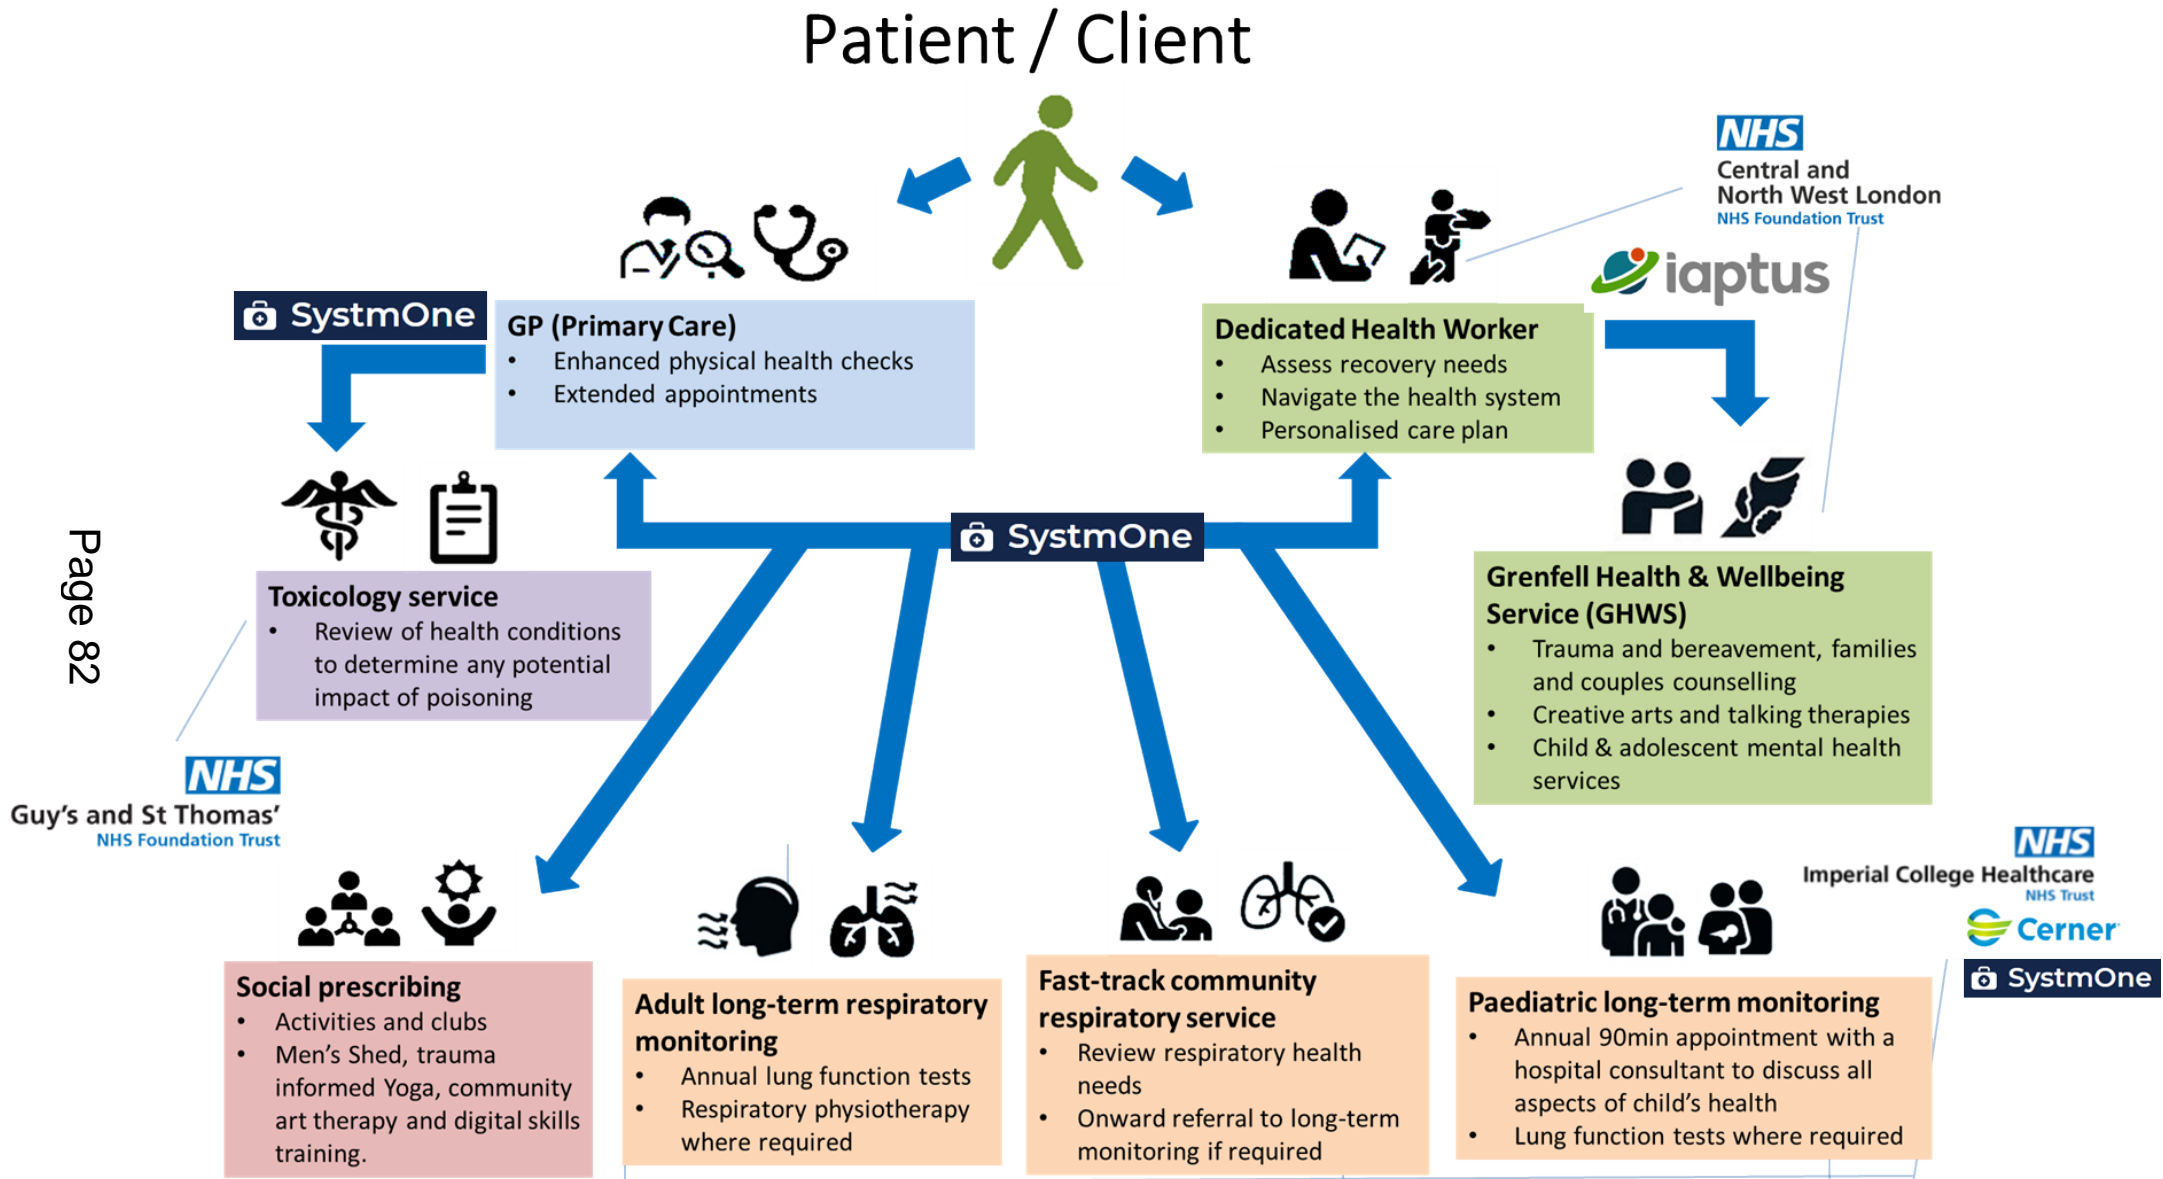 Patient / Client
NHS
Central and
North West London
NHS Foundation Trust
iaptus
SystmOne
GP (Primary Care)
• Enhanced physical health checks
• Extended appointments
Dedicated Health Worker
• Assess recovery needs
• Navigate the health system
• Personalised care plan
SystmOne
Page 82
Toxicology service
• Review of health conditions
to determine any potential
impact of poisoning
Grenfell Health & Wellbeing
Service (GHWS)
• Trauma and bereavement, families
and couples counselling
• Creative arts and talking therapies
• Child & adolescent mental health
services
NHS
Guy's and St Thomas'
NHS Foundation Trust
NHS
Imperial College Healthcare
NHS Trust
Cerner
SystmOne
Social prescribing
• Activities and clubs
• Men's Shed, trauma
informed Yoga, community
art therapy and digital skills
training.
Adult long-term respiratory
monitoring
• Annual lung function tests
• Respiratory physiotherapy
where required
Fast-track community
respiratory service
• Review respiratory health
needs
• Onward referral to long-term
monitoring if required
Paediatric long-term monitoring
• Annual 90min appointment with a
hospital consultant to discuss all
aspects of child's health
• Lung function tests where required